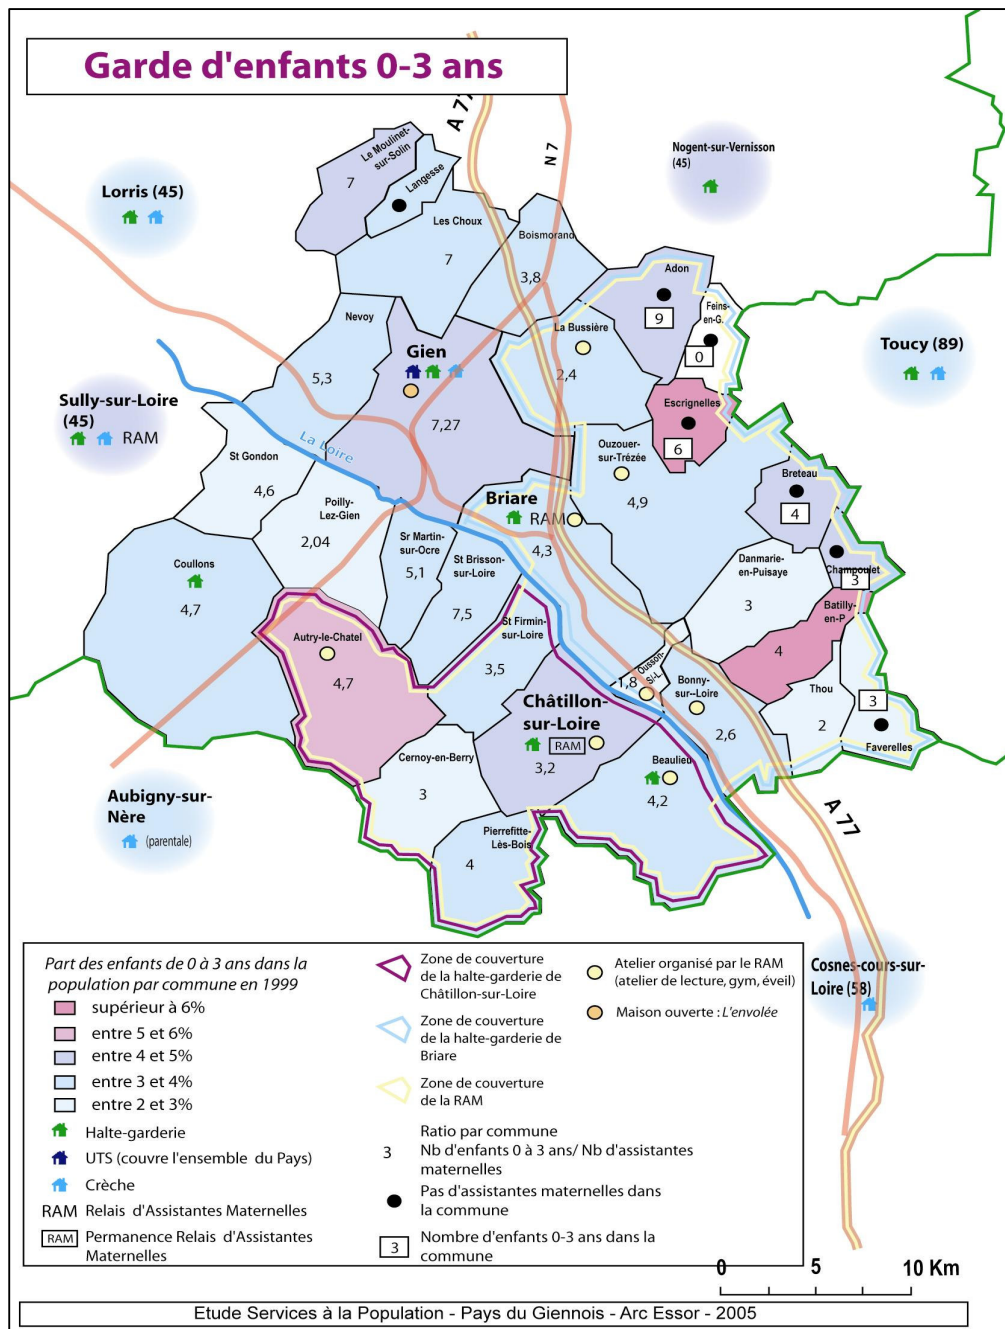 Garde d'enfants 0-3 ans
A 77
N 7
Nogent-sur-Vernisson
(45)
Le Moulinet-
sur-Solin
7
Langesse
Lorris (45)
Les Choux
7
Boismorand
3,8
Adon
9
Feins-
en-G.
0
La Bussière
2,4
Nevoy
5,3
Gien
7,27
Toucy (89)
Escrignelles
6
Sully-sur-Loire
(45)
RAM
La Loire
Ouzouer-
sur-Trézée
4,9
St Gondon
4,6
Breteau
4
Poilly-
Lez-Gien
2,04
Briare
RAM
4,3
Sr Martin-
sur-Ocre
5,1
St Brisson-
sur-Loire
7,5
Danmarie-
en-Puisaye
3
Champoulet
3
Coullons
4,7
Batilly-
en-P
4
St Firmin-
sur-Loire
3,5
Autry-le-Chatel
4,7
Ousson-
S/-L.
1,8
Bonny-
sur--Loire
2,6
Thou
2
3
Faverelles
Châtillon-
sur-Loire
RAM
3,2
Cernoy-en-Berry
3
Beaulieu
4,2
Aubigny-sur-
Nère
(parentale)
Pierrefitte-
Lès-Bois
4
A 77
Cosnes-cours-sur-
Loire (58)
Part des enfants de 0 à 3 ans dans la
population par commune en 1999
supérieur à 6%
entre 5 et 6%
entre 4 et 5%
entre 3 et 4%
entre 2 et 3%
Halte-garderie
UTS (couvre l'ensemble du Pays)
Crèche
RAM Relais d'Assistantes Maternelles
RAM Permanence Relais d'Assistantes
Maternelles
Zone de couverture
de la halte-garderie de
Châtillon-sur-Loire
Zone de couverture
de la halte-garderie de
Briare
Zone de couverture
de la RAM
Ratio par commune
3 Nb d'enfants 0 à 3 ans/ Nb d'assistantes
maternelles
Pas d'assistantes maternelles dans
la commune
3 Nombre d'enfants 0-3 ans dans la
commune
Atelier organisé par le RAM
(atelier de lecture, gym, éveil)
Maison ouverte : L'envolée
0 5 10 Km
Etude Services à la Population - Pays du Giennois - Arc Essor - 2005